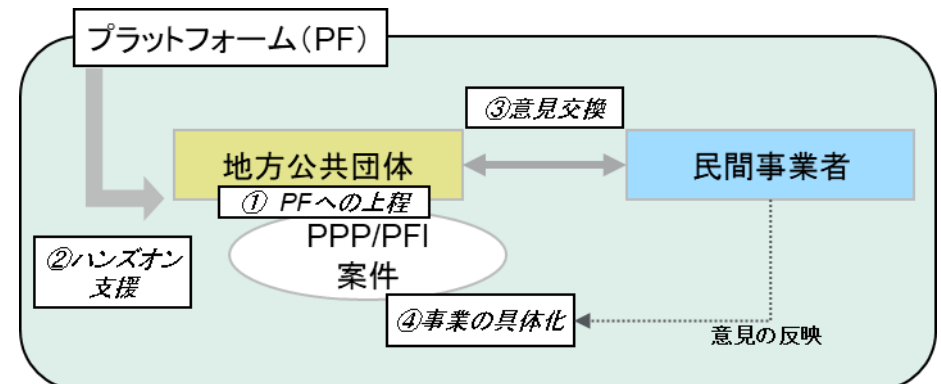 プラットフォーム(PF)
③意見交換
地方公共団体
民間事業者
① PFへの上程
PPP/PFI
案件
②ハンズオン
支援
④事業の具体化
意見の反映